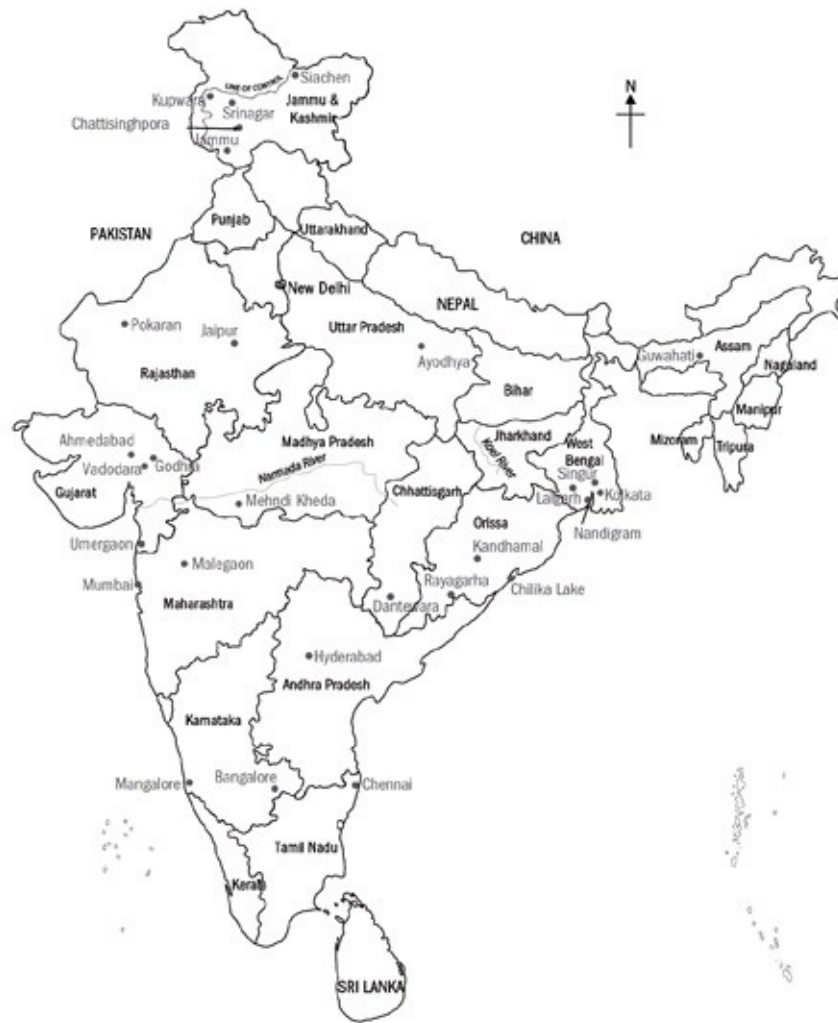 Siachen
LINE OF CONTROL
Kupwara
Srinagar
Jammu &
Kashmir
Chattisinghpora
Jammu
N
Punjab
PAKISTAN
Uttarakhand
CHINA
New Delhi
NEPAL
Pokaran
Jaipur
Uttar Pradesh
Ayodhya
Rajasthan
Guwahati
Assam
Nagaland
Bihar
Manipur
Ahmedabad
Madhya Pradesh
Jharkhand
West
Bengal
Mizoram
Tripura
Vadodara
Godhra
Narmada River
Koel River
Singur
Gujarat
Chhattisgarh
Mehndi Kheda
Lalgarh
Kolkata
Orissa
Nandigram
Umergaon
Kandhamal
Malegaon
Mumbai
Rayagarha
Chilika Lake
Maharashtra
Dantewara
Hyderabad
Andhra Pradesh
Karnataka
Mangalore
Bangalore
Chennai
Tamil Nadu
Kerala
SRI LANKA